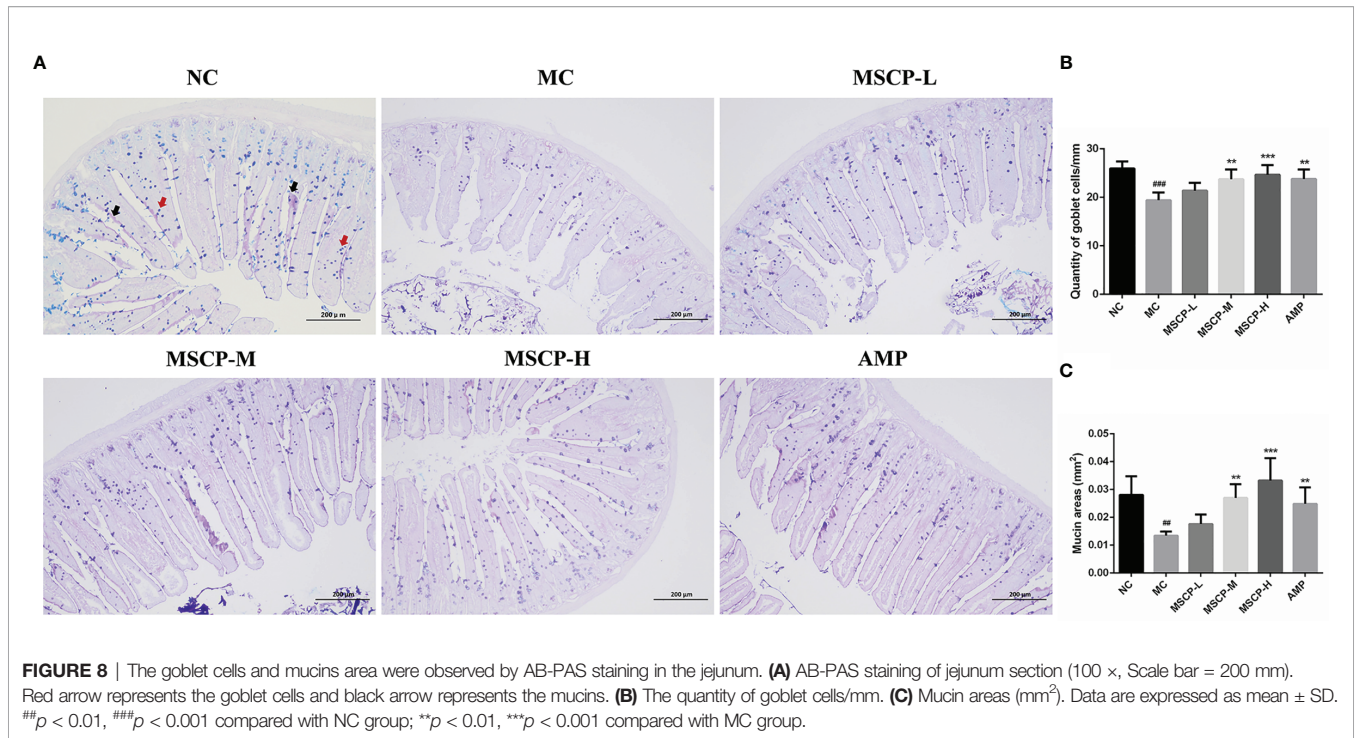 A
NC
MC
MSCP-L
200 µ m
200 µm
200 µm
MSCP-M
MSCP-H
AMP
200 µm
200 µm
200 µm
B
Quantity of goblet cells/mm
30
20
10
0
###
**
***
**
NC
MC
MSCP-L
MSCP-M
MSCP-H
AMP
C
Mucin areas (mm²)
0.05
0.04
0.03
0.02
0.01
0.00
##
**
***
**
NC
MC
MSCP-L
MSCP-M
MSCP-H
AMP
FIGURE 8 | The goblet cells and mucins area were observed by AB-PAS staining in the jejunum. (A) AB-PAS staining of jejunum section (100 ×, Scale bar = 200 mm).
Red arrow represents the goblet cells and black arrow represents the mucins. (B) The quantity of goblet cells/mm. (C) Mucin areas (mm²). Data are expressed as mean ± SD.
##p < 0.01, ###p < 0.001 compared with NC group; **p < 0.01, ***p < 0.001 compared with MC group.